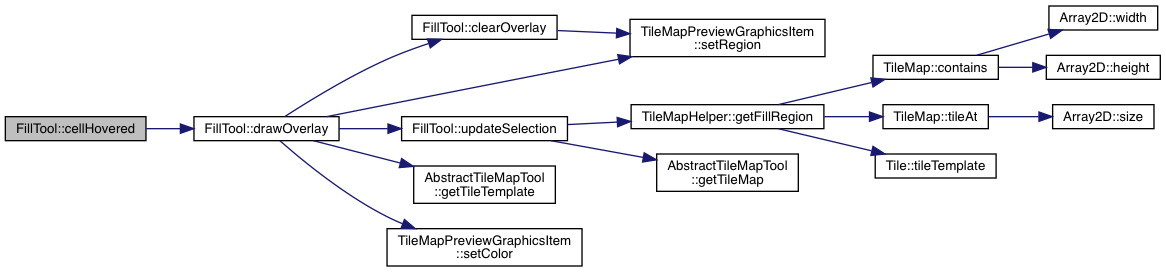 FillTool::cellHovered
FillTool::drawOverlay
FillTool::clearOverlay
FillTool::updateSelection
AbstractTileMapTool
::getTileTemplate
TileMapPreviewGraphicsItem
::setColor
TileMapPreviewGraphicsItem
::setRegion
TileMapHelper::getFillRegion
AbstractTileMapTool
::getTileMap
TileMap::contains
TileMap::tileAt
Tile::tileTemplate
Array2D::width
Array2D::height
Array2D::size